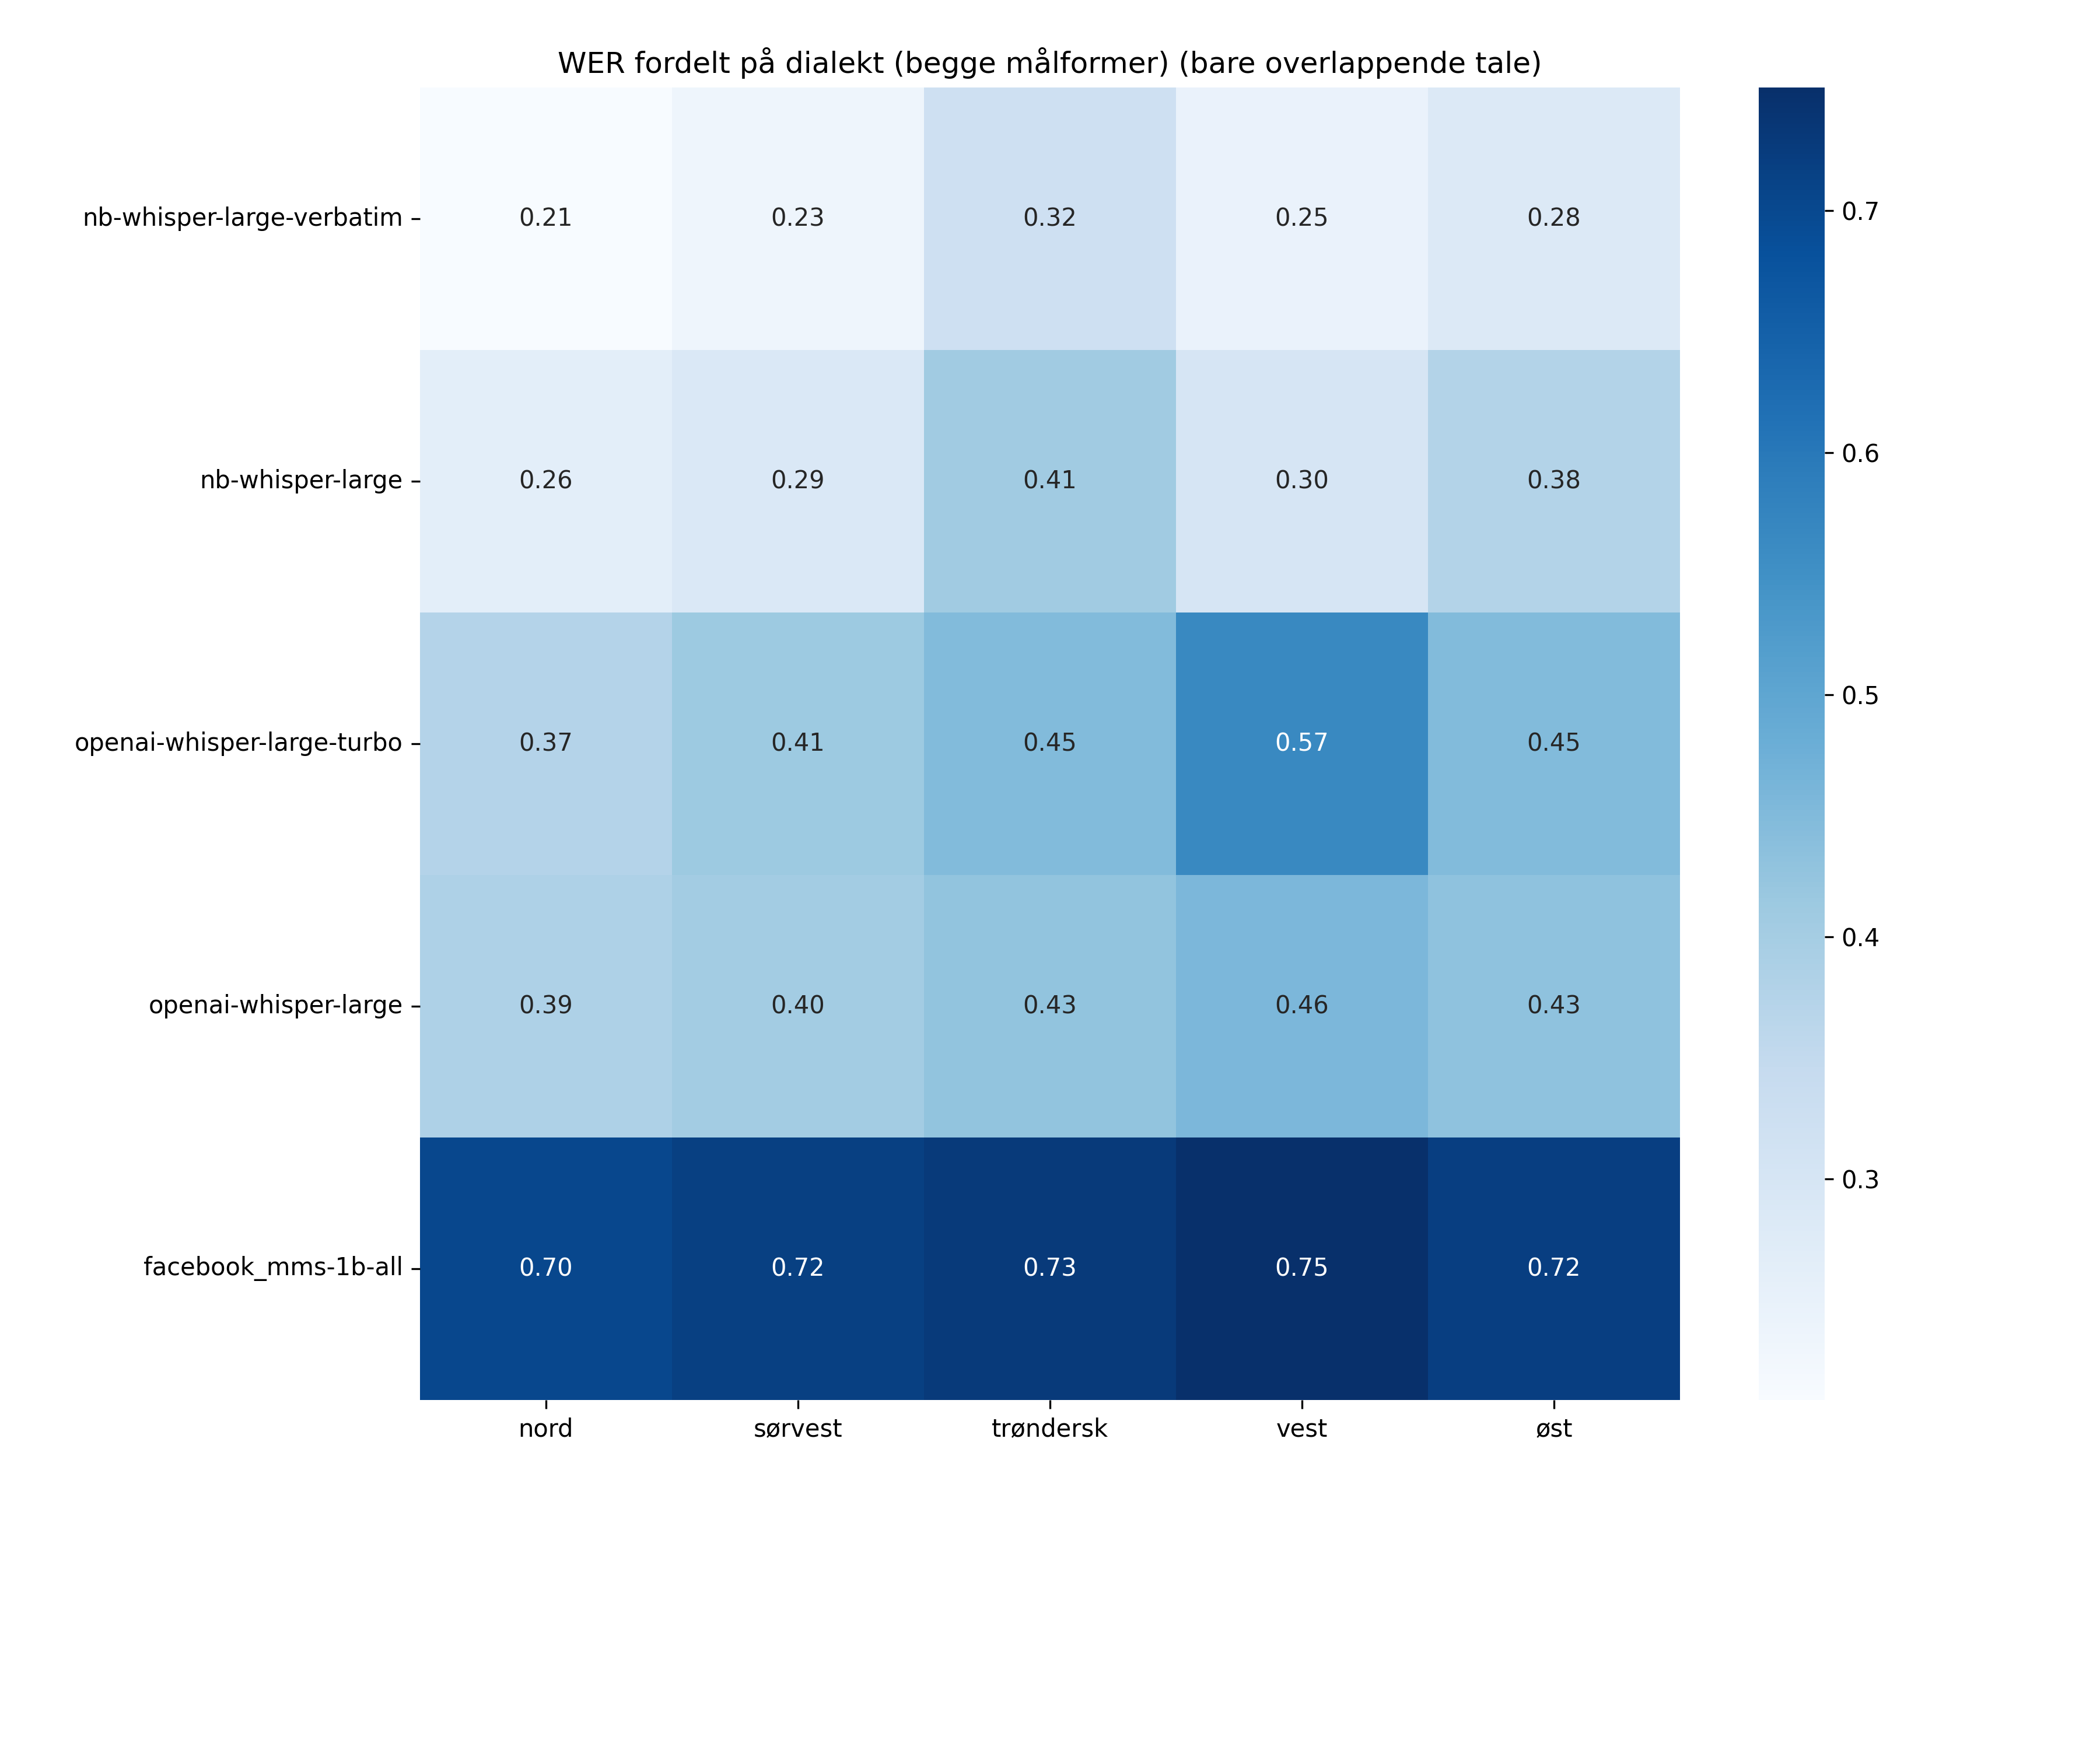 WER fordelt på dialekt (begge målformer) (bare overlappende tale)
nb-whisper-large-verbatim 0.21 0.23 0.32 0.25 0.28
nb-whisper-large 0.26 0.29 0.41 0.30 0.38
openai-whisper-large-turbo 0.37 0.41 0.45 0.57 0.45
openai-whisper-large 0.39 0.40 0.43 0.46 0.43
facebook_mms-1b-all 0.70 0.72 0.73 0.75 0.72
nord sørvest trøndersk vest øst
0.7
0.6
0.5
0.4
0.3